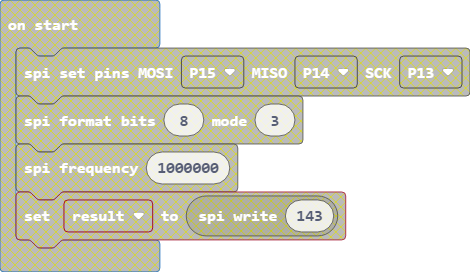 on start
spi set pins MOSI P15 MISO P14 SCK P13
spi format bits 8 mode 3
spi frequency 1000000
set result to spi write 143